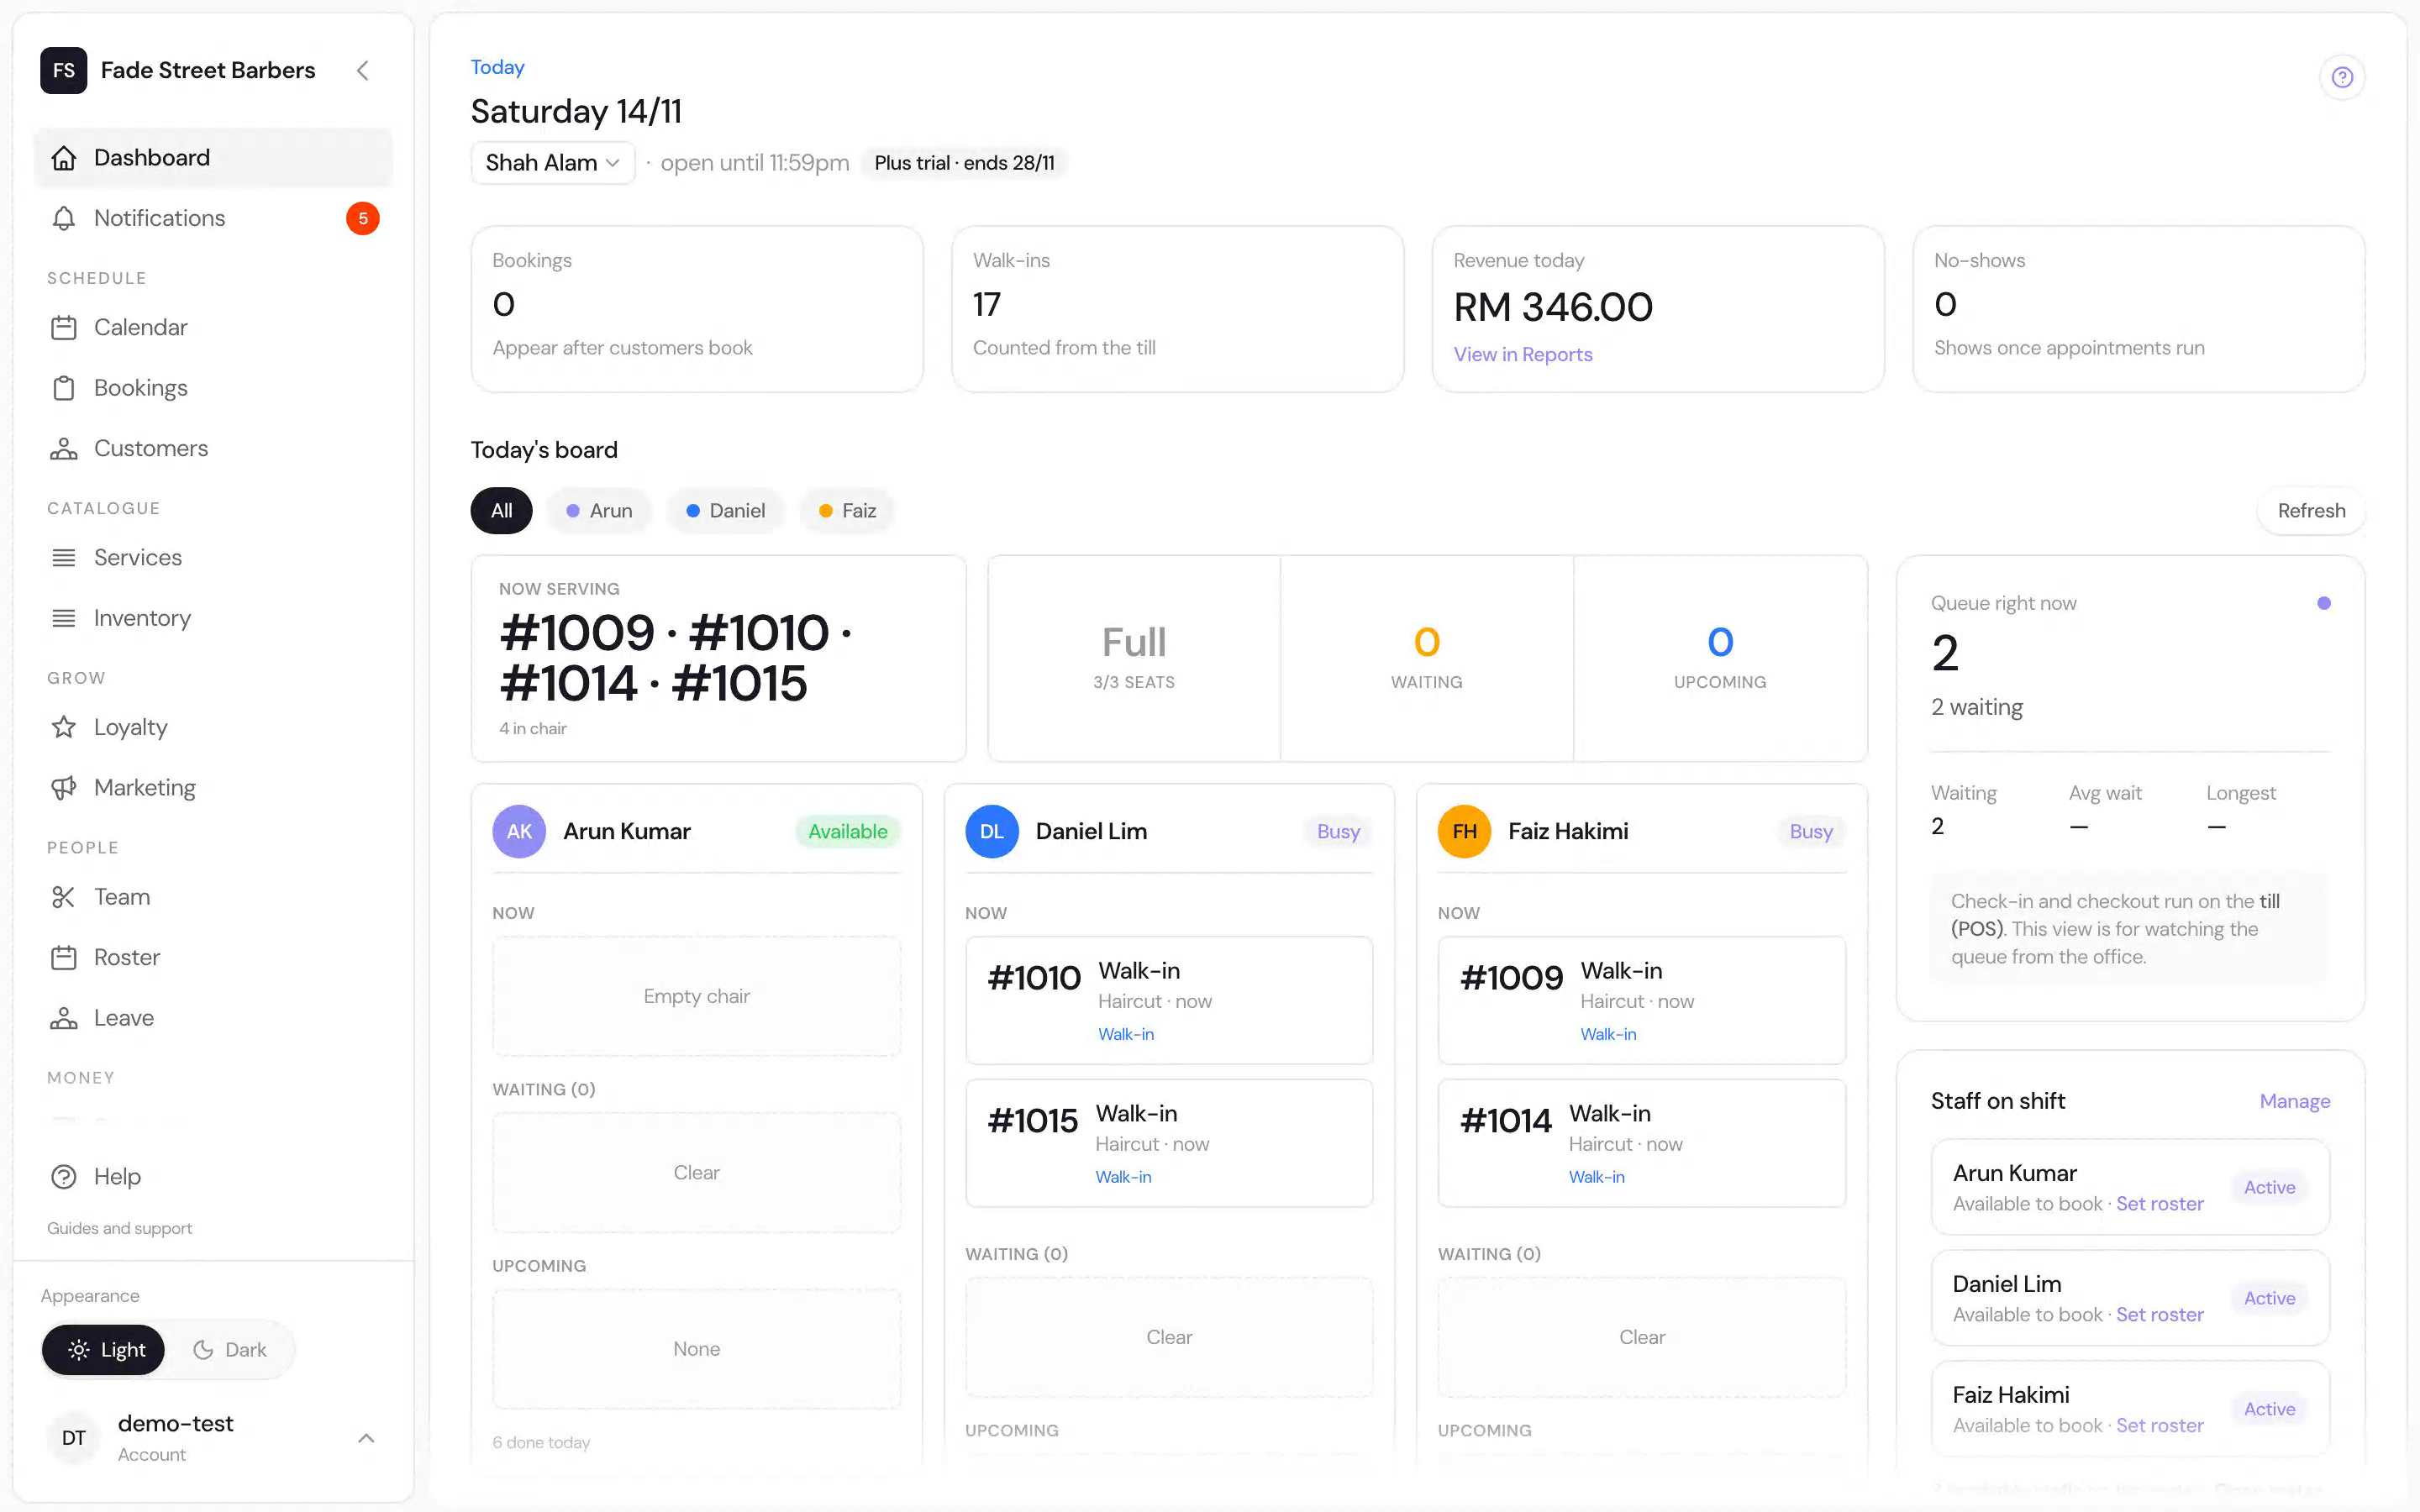 FS
Fade Street Barbers
Dashboard
Notifications
5
SCHEDULE
Calendar
Bookings
Customers
CATALOGUE
Services
Inventory
GROW
Loyalty
Marketing
PEOPLE
Team
Roster
Leave
MONEY
Help
Guides and support
Appearance
Light
Dark
DT
demo-test
Account
Today
Saturday 14/11
Shah Alam · open until 11:59pm Plus trial · ends 28/11
Bookings
0
Appear after customers book
Walk-ins
17
Counted from the till
Revenue today
RM 346.00
View in Reports
No-shows
0
Shows once appointments run
Today's board
All
Arun
Daniel
Faiz
Refresh
NOW SERVING
#1009 · #1010 ·
#1014 · #1015
4 in chair
Full
3/3 SEATS
0
WAITING
0
UPCOMING
AK
Arun Kumar
Available
NOW
Empty chair
WAITING (0)
Clear
UPCOMING
None
6 done today
DL
Daniel Lim
Busy
NOW
#1010
Walk-in
Haircut · now
Walk-in
#1015
Walk-in
Haircut · now
Walk-in
WAITING (0)
Clear
UPCOMING
FH
Faiz Hakimi
Busy
NOW
#1009
Walk-in
Haircut · now
Walk-in
#1014
Walk-in
Haircut · now
Walk-in
WAITING (0)
Clear
UPCOMING
Queue right now
2
2 waiting
Waiting
2
Avg wait
—
Longest
—
Check-in and checkout run on the till
(POS). This view is for watching the
queue from the office.
Staff on shift
Manage
Arun Kumar
Available to book · Set roster
Active
Daniel Lim
Available to book · Set roster
Active
Faiz Hakimi
Available to book · Set roster
Active